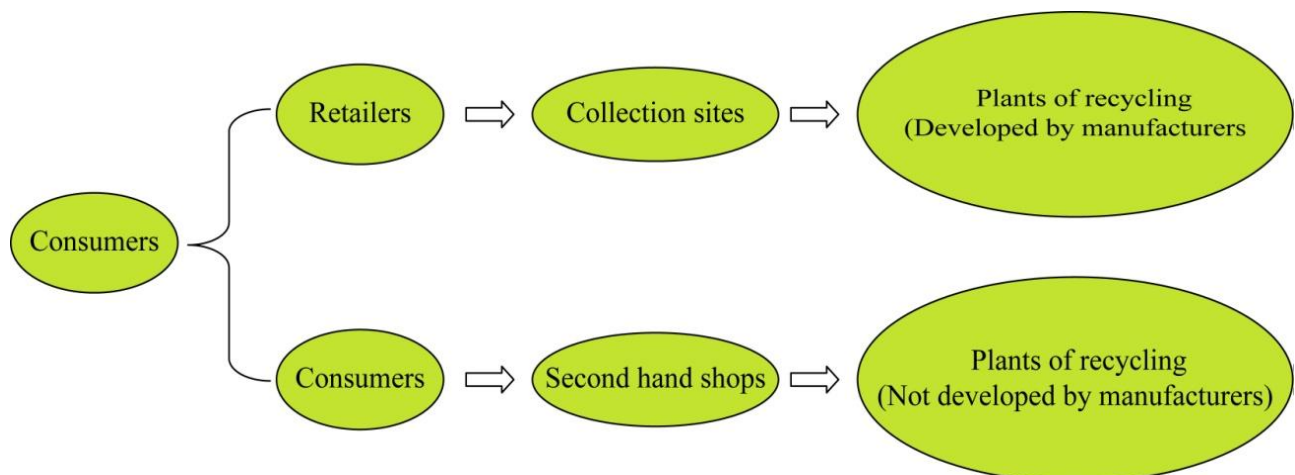 Consumers
Retailers
Collection sites
Plants of recycling
(Developed by manufacturers
Consumers
Second hand shops
Plants of recycling
(Not developed by manufacturers)